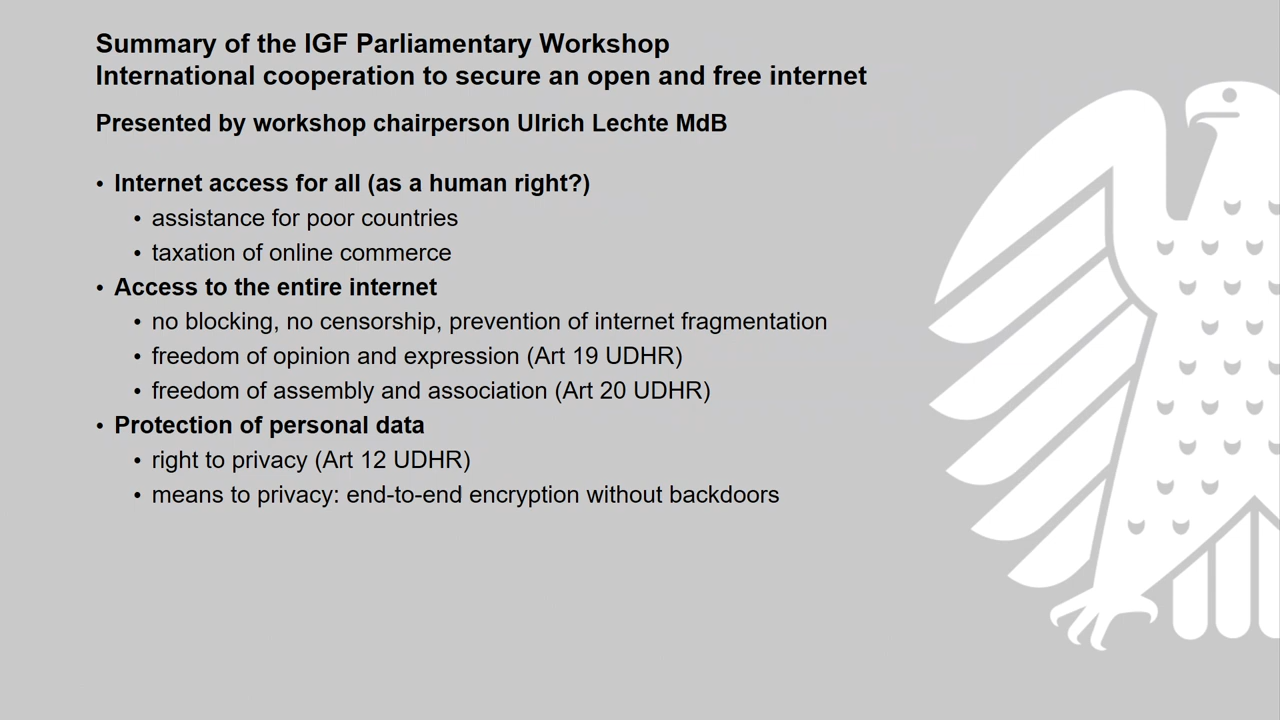 Summary of the IGF Parliamentary Workshop
International cooperation to secure an open and free internet
Presented by workshop chairperson Ulrich Lechte MdB
• Internet access for all (as a human right?)
• assistance for poor countries
• taxation of online commerce
• Access to the entire internet
• no blocking, no censorship, prevention of internet fragmentation
• freedom of opinion and expression (Art 19 UDHR)
• freedom of assembly and association (Art 20 UDHR)
• Protection of personal data
• right to privacy (Art 12 UDHR)
• means to privacy: end-to-end encryption without backdoors